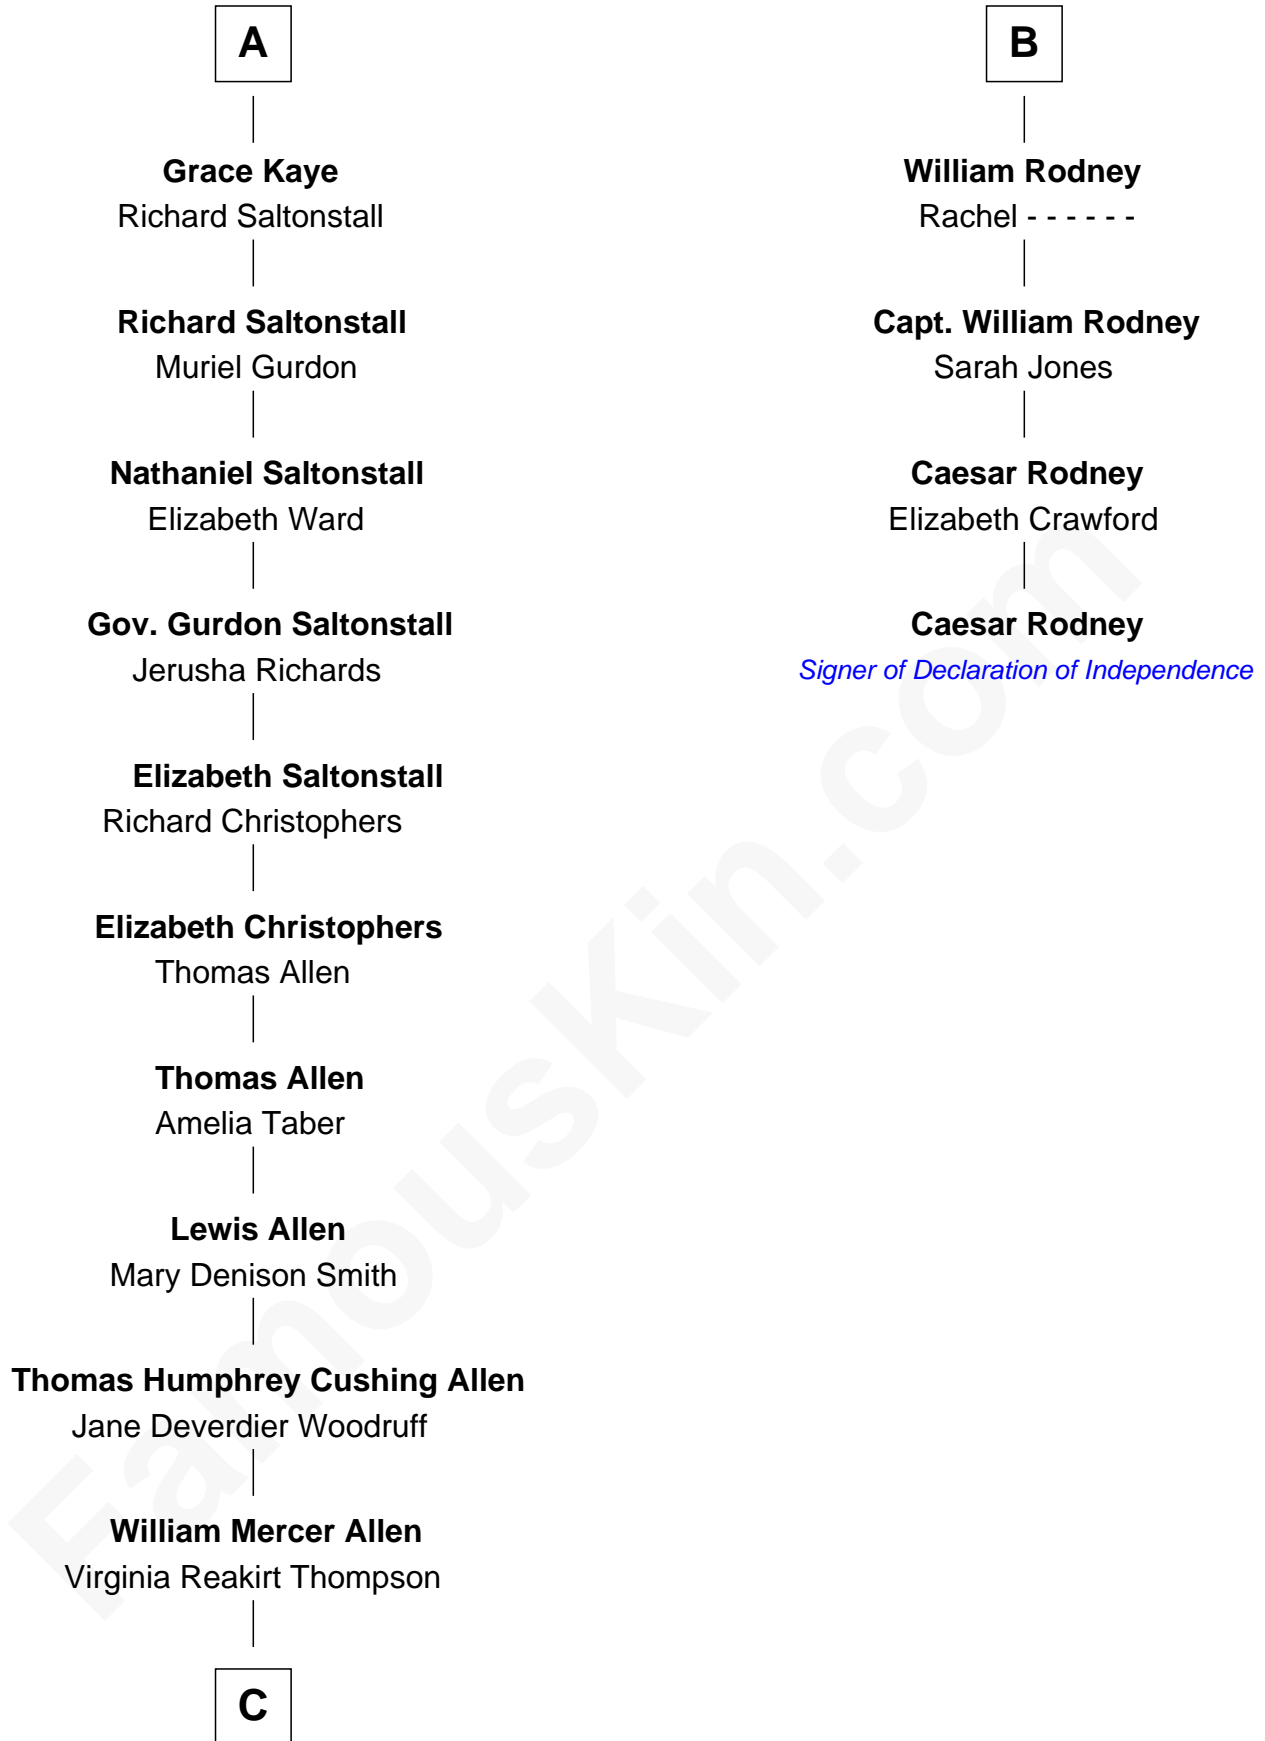 A
Grace Kaye
Richard Saltonstall
Richard Saltonstall
Muriel Gurdon
Nathaniel Saltonstall
Elizabeth Ward
Gov. Gurdon Saltonstall
Jerusha Richards
Elizabeth Saltonstall
Richard Christophers
Elizabeth Christophers
Thomas Allen
Thomas Allen
Amelia Taber
Lewis Allen
Mary Denison Smith
Thomas Humphrey Cushing Allen
Jane Deverdier Woodruff
William Mercer Allen
Virginia Reakirt Thompson
C
B
William Rodney
Rachel - - - - - -
Capt. William Rodney
Sarah Jones
Caesar Rodney
Elizabeth Crawford
Caesar Rodney
Signer of Declaration of Independence
FamousKin.com